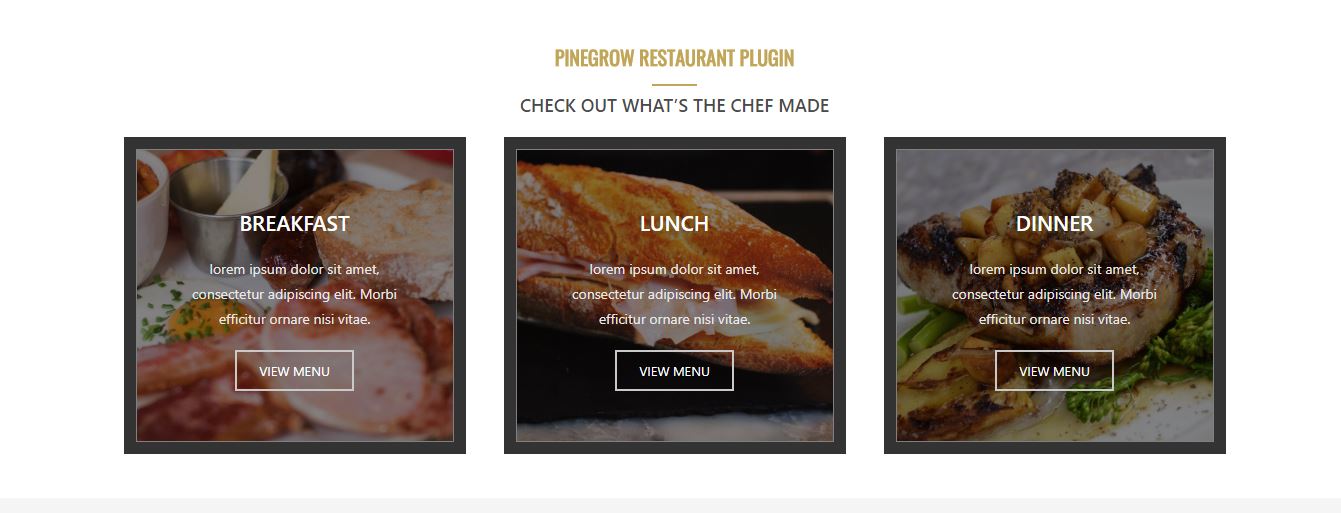 PINEGROW RESTAURANT PLUGIN
CHECK OUT WHAT'S THE CHEF MADE
BREAKFAST
lorem ipsum dolor sit amet,
consectetur adipiscing elit. Morbi
efficitur ornare nisi vitae.
VIEW MENU
LUNCH
lorem ipsum dolor sit amet,
consectetur adipiscing elit. Morbi
efficitur ornare nisi vitae.
VIEW MENU
DINNER
lorem ipsum dolor sit amet,
consectetur adipiscing elit. Morbi
efficitur ornare nisi vitae.
VIEW MENU